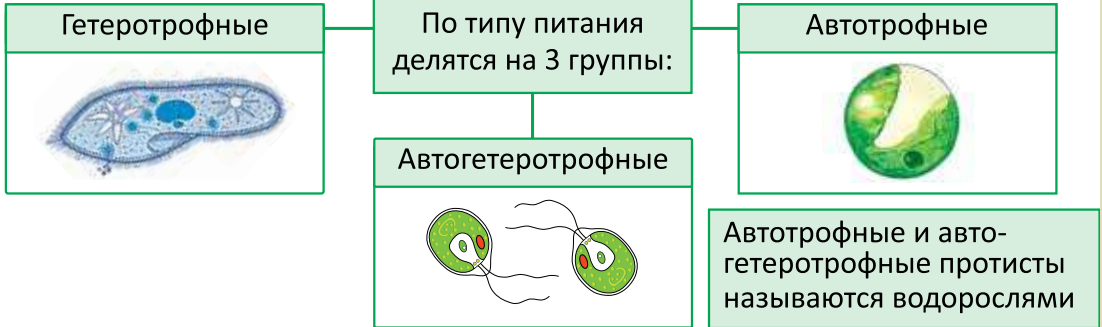 Гетеротрофные
По типу питания
делятся на 3 группы:
Автотрофные
Автогетеротрофные
Автотрофные и авто-
гетеротрофные протисты
называются водорослями